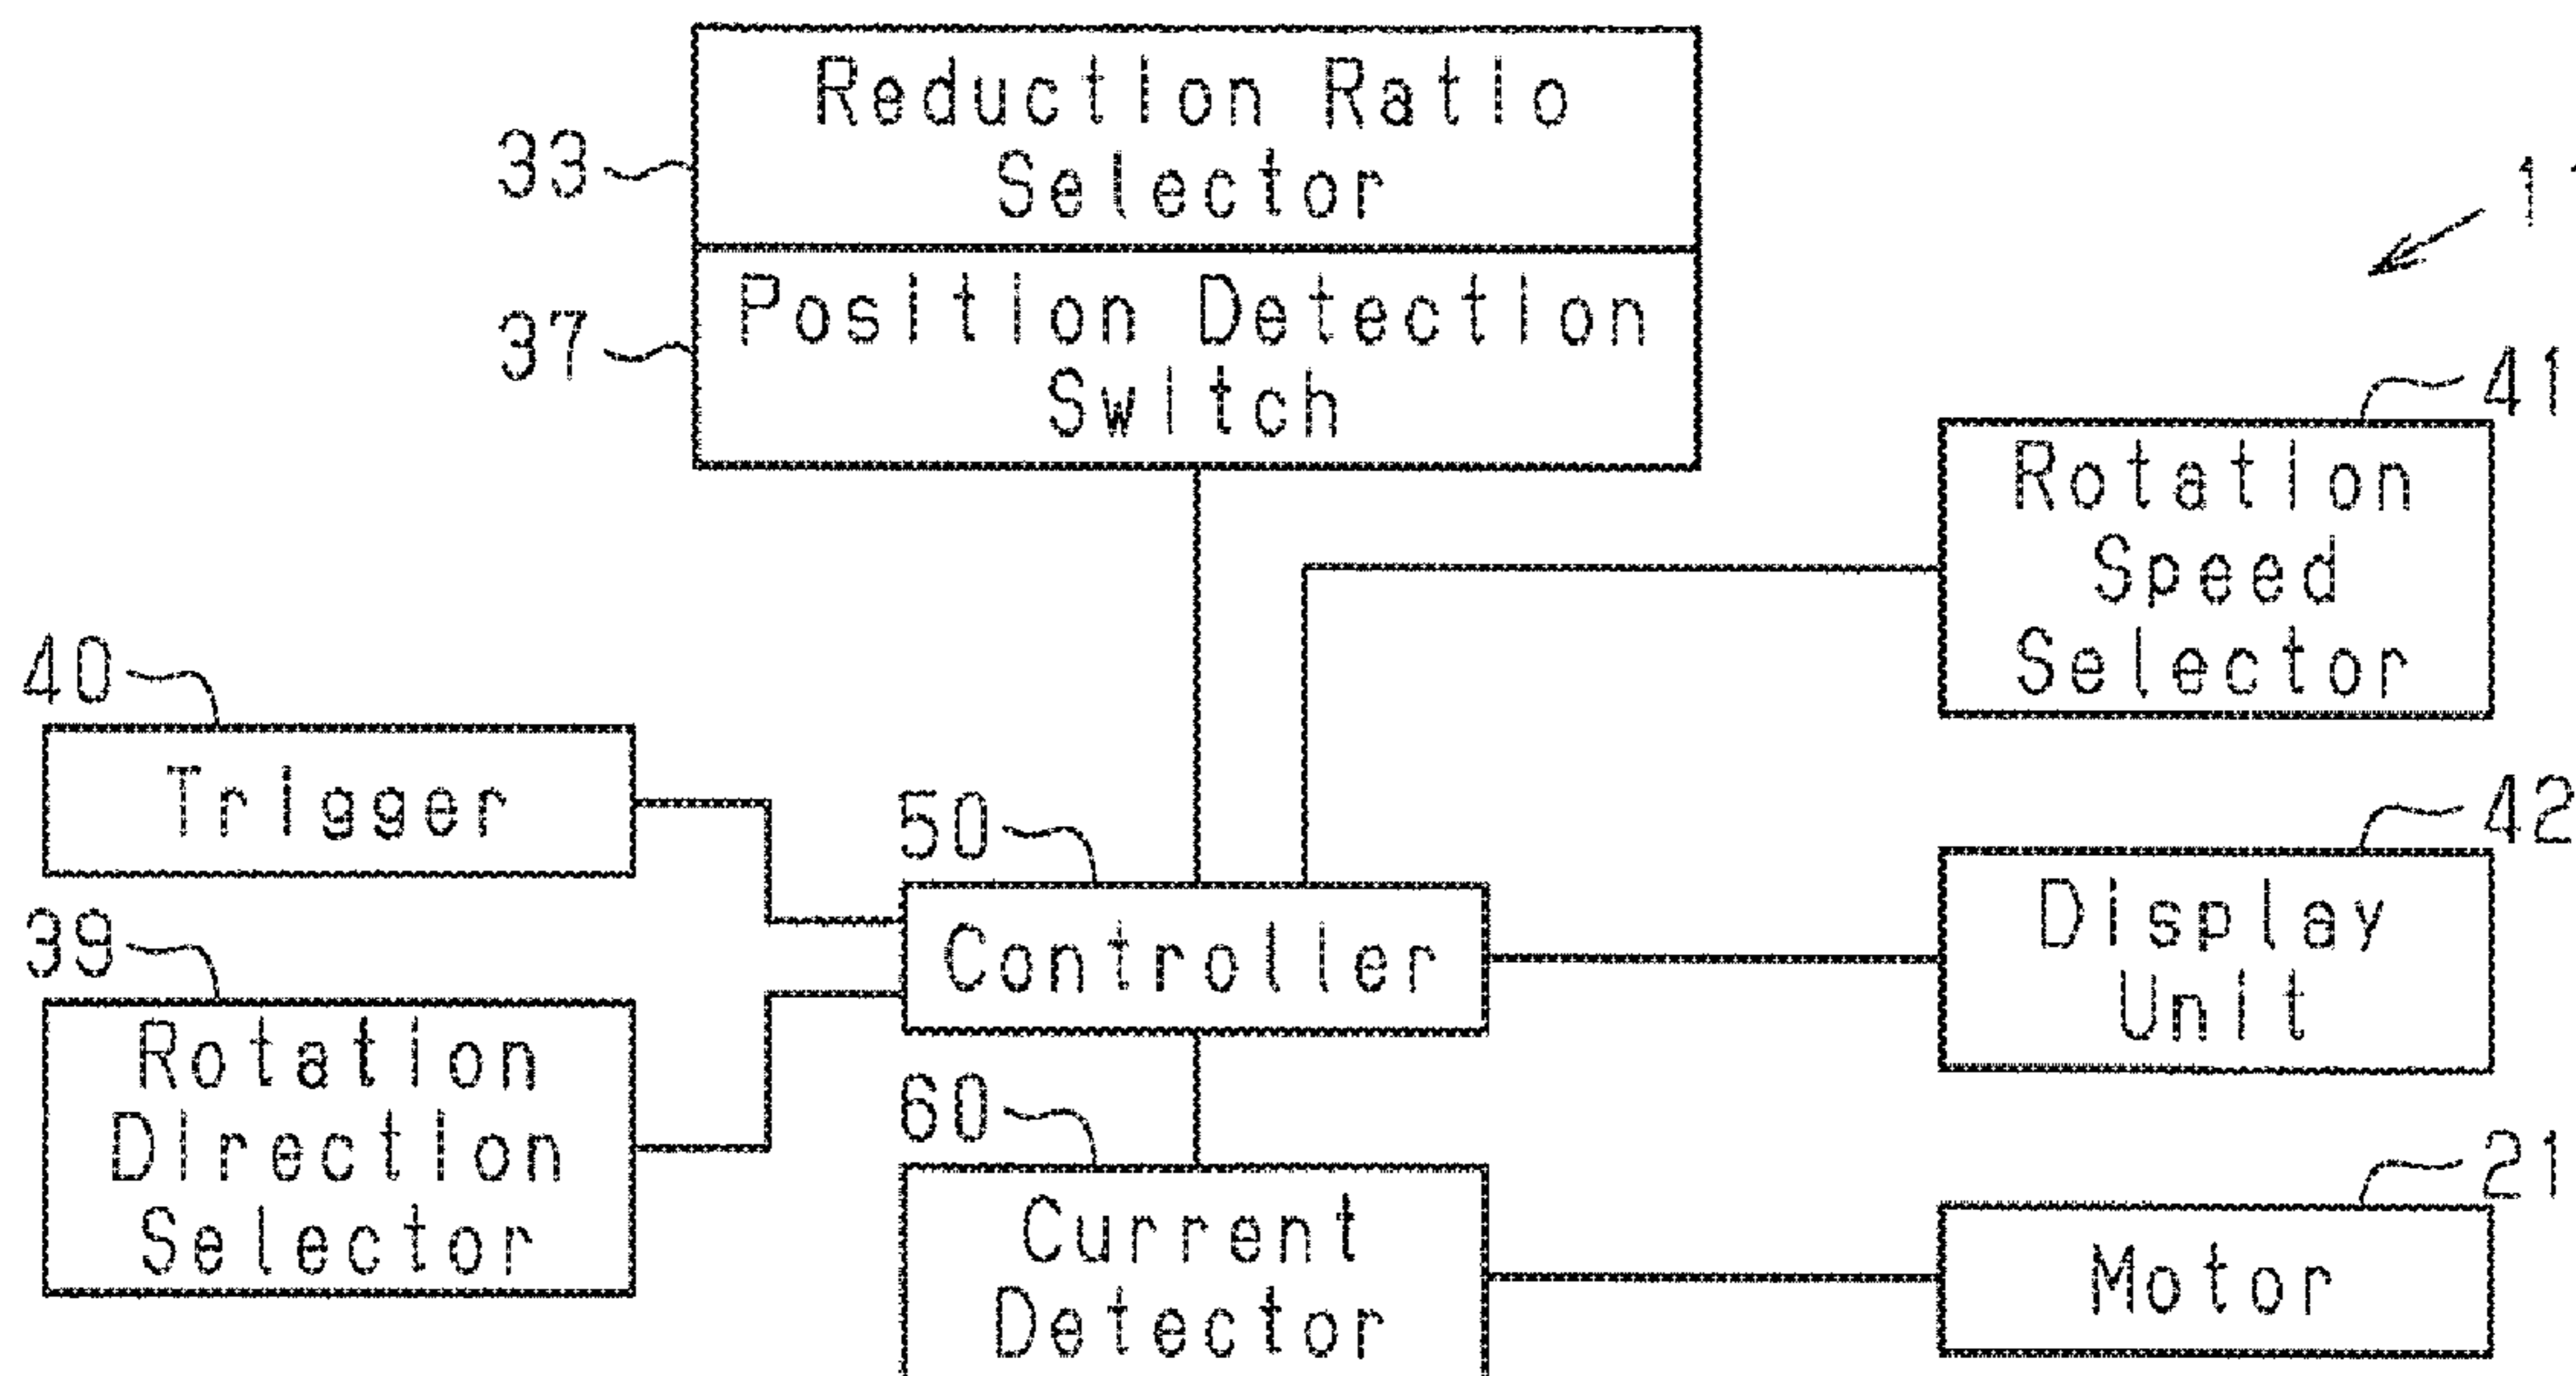 Reduction Ratio
Selector
33
11
Position Detection
Switch
37
41
Rotation
Speed
Selector
40
Trigger
50
Controller
42
Display
Unit
39
Rotation
Direction
Selector
60
Current
Detector
21
Motor